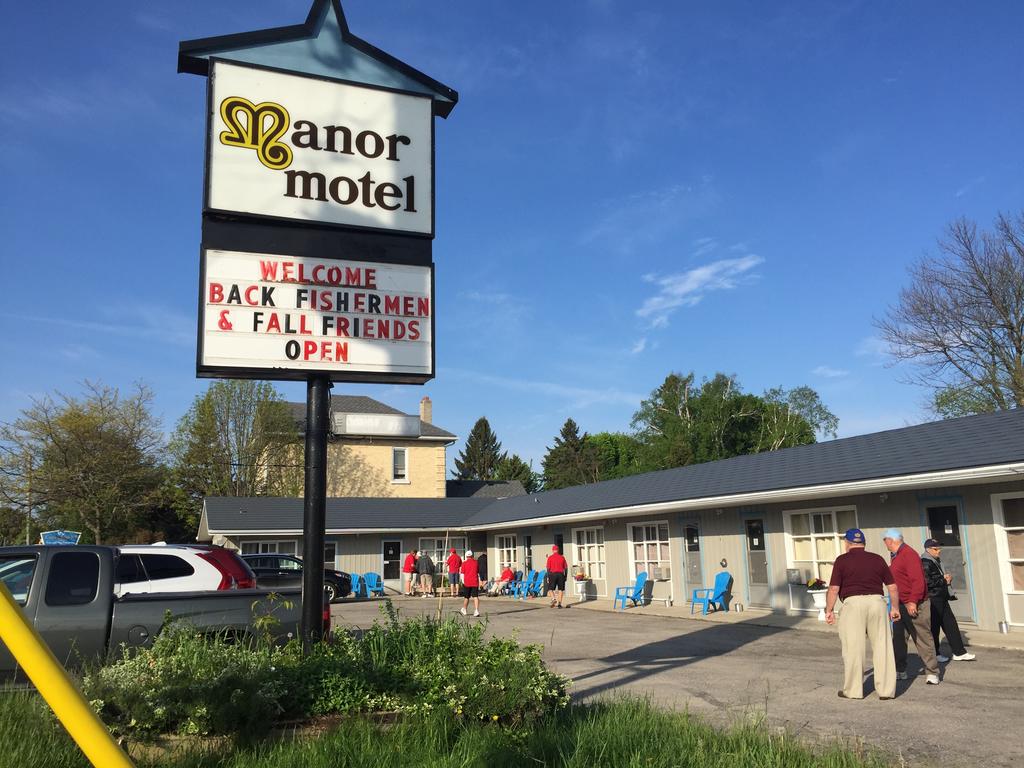 Manor
motel
WELCOME
BACK FISHERMEN
& FALL FRIENDS
OPEN